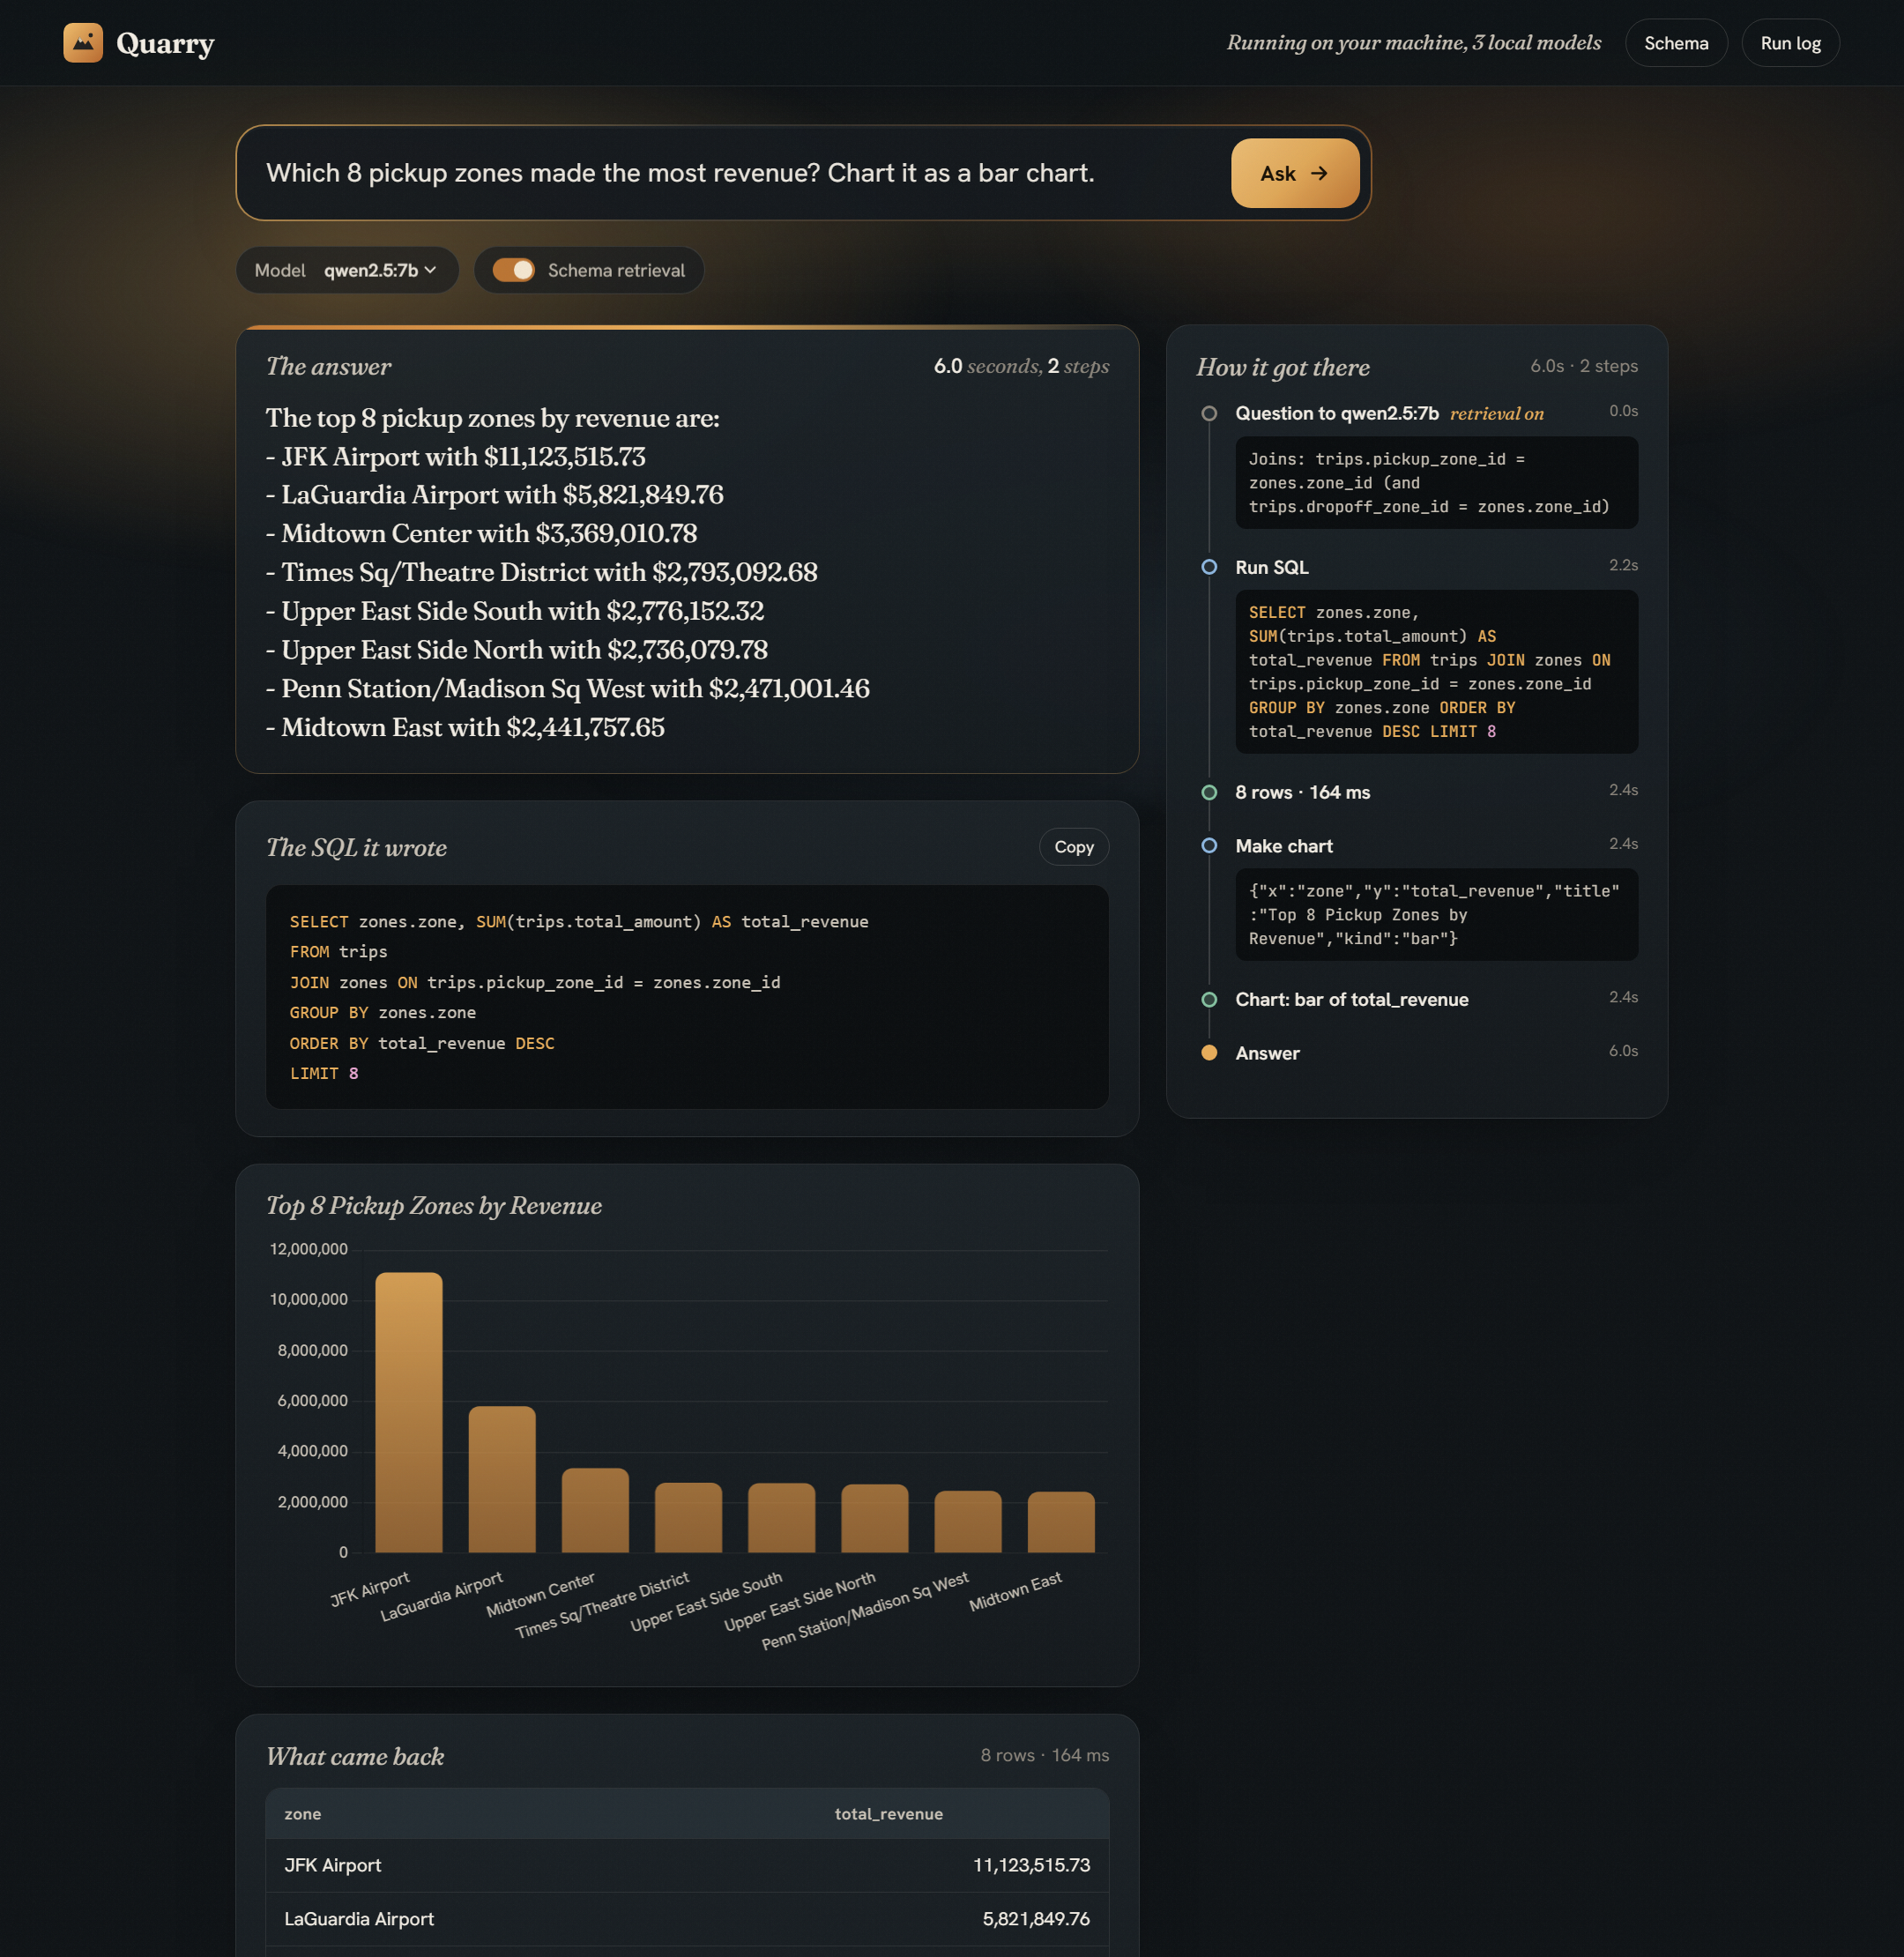 Quarry
Running on your machine, 3 local models
Schema
Run log
Which 8 pickup zones made the most revenue? Chart it as a bar chart.
Ask →
Model qwen2.5:7b
Schema retrieval
The answer
6.0 seconds, 2 steps
The top 8 pickup zones by revenue are:
- JFK Airport with $11,123,515.73
- LaGuardia Airport with $5,821,849.76
- Midtown Center with $3,369,010.78
- Times Sq/Theatre District with $2,793,092.68
- Upper East Side South with $2,776,152.32
- Upper East Side North with $2,736,079.78
- Penn Station/Madison Sq West with $2,471,001.46
- Midtown East with $2,441,757.65
The SQL it wrote
Copy
SELECT zones.zone, SUM(trips.total_amount) AS total_revenue
FROM trips
JOIN zones ON trips.pickup_zone_id = zones.zone_id
GROUP BY zones.zone
ORDER BY total_revenue DESC
LIMIT 8
Top 8 Pickup Zones by Revenue
12,000,000
10,000,000
8,000,000
6,000,000
4,000,000
2,000,000
0
JFK Airport
LaGuardia Airport
Midtown Center
Times Sq/Theatre District
Upper East Side South
Upper East Side North
Penn Station/Madison Sq West
Midtown East
What came back
8 rows · 164 ms
zone total_revenue
JFK Airport 11,123,515.73
LaGuardia Airport 5,821,849.76
How it got there
6.0s · 2 steps
Question to qwen2.5:7b retrieval on 0.0s
Joins: trips.pickup_zone_id =
zones.zone_id (and
trips.dropoff_zone_id = zones.zone_id)
Run SQL 2.2s
SELECT zones.zone,
SUM(trips.total_amount) AS
total_revenue FROM trips JOIN zones ON
trips.pickup_zone_id = zones.zone_id
GROUP BY zones.zone ORDER BY
total_revenue DESC LIMIT 8
8 rows · 164 ms 2.4s
Make chart 2.4s
{"x":"zone","y":"total_revenue","title"
:"Top 8 Pickup Zones by
Revenue","kind":"bar"}
Chart: bar of total_revenue 2.4s
Answer 6.0s